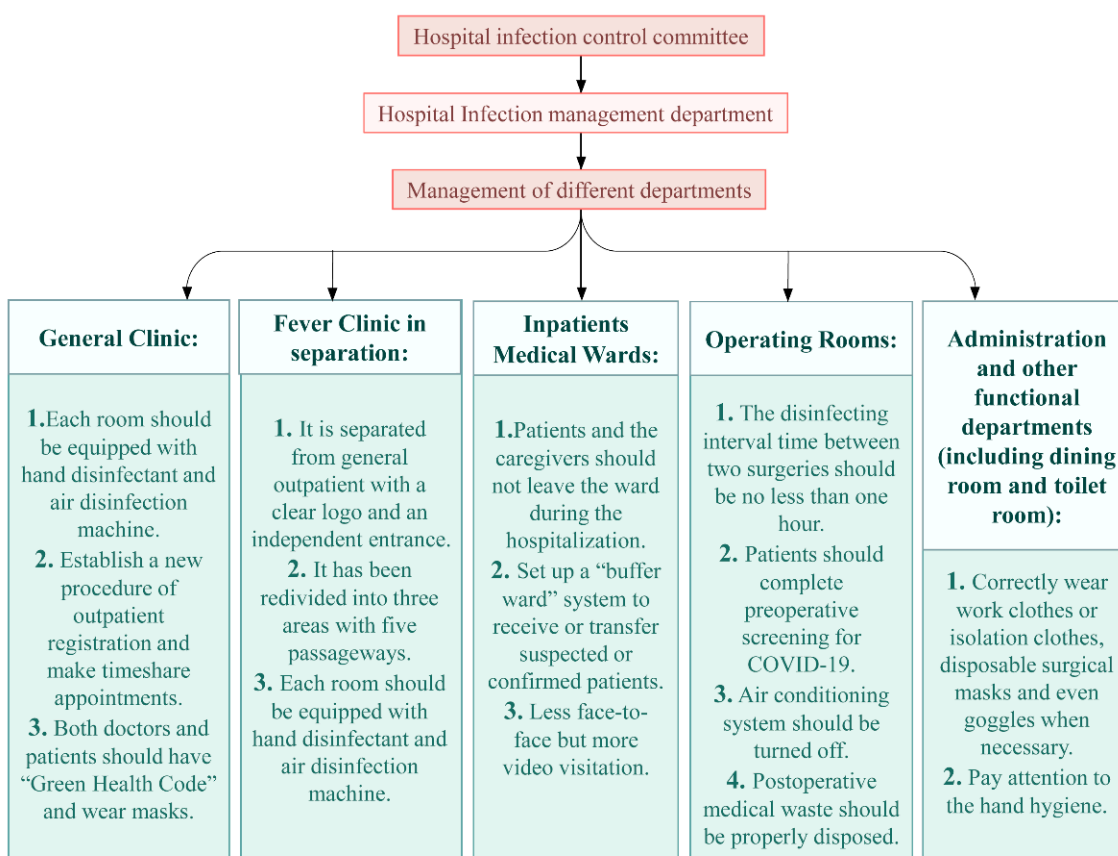 Hospital infection control committee
Hospital Infection management department
Management of different departments
General Clinic:
1.Each room should
be equipped with
hand disinfectant and
air disinfection
machine.
2. Establish a new
procedure of
outpatient
registration and
make timeshare
appointments.
3. Both doctors and
patients should have
“Green Health Code”
and wear masks.
Fever Clinic in
separation:
1. It is separated
from general
outpatient with a
clear logo and an
independent entrance.
2. It has been
redivided into three
areas with five
passageways.
3. Each room should
be equipped with
hand disinfectant and
air disinfection
machine.
Inpatients
Medical Wards:
1.Patients and the
caregivers should
not leave the ward
during the
hospitalization.
2. Set up a “buffer
ward” system to
receive or transfer
suspected or
confirmed patients.
3. Less face-to-
face but more
video visitation.
Operating Rooms:
1. The disinfecting
interval time between
two surgeries should
be no less than one
hour.
2. Patients should
complete
preoperative
screening for
COVID-19.
3. Air conditioning
system should be
turned off.
4. Postoperative
medical waste should
be properly disposed.
Administration
and other
functional
departments
(including dining
room and toilet
room):
1. Correctly wear
work clothes or
isolation clothes,
disposable surgical
masks and even
goggles when
necessary.
2. Pay attention to
the hand hygiene.